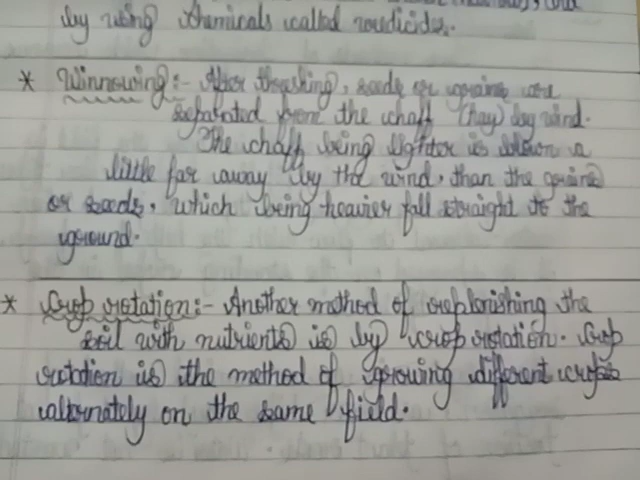 by using chemicals called weedicides.
* Winnowing:- After threshing, seeds or grains are
separated from the chaff (hay) by wind.
The chaff being lighter is blown a
little far away by the wind, than the grains
or seeds, which being heavier fall straight to the
ground.
* Crop rotation:- Another method of replenishing the
soil with nutrients is by crop rotation. Crop
rotation is the method of growing different crops
alternately on the same field.